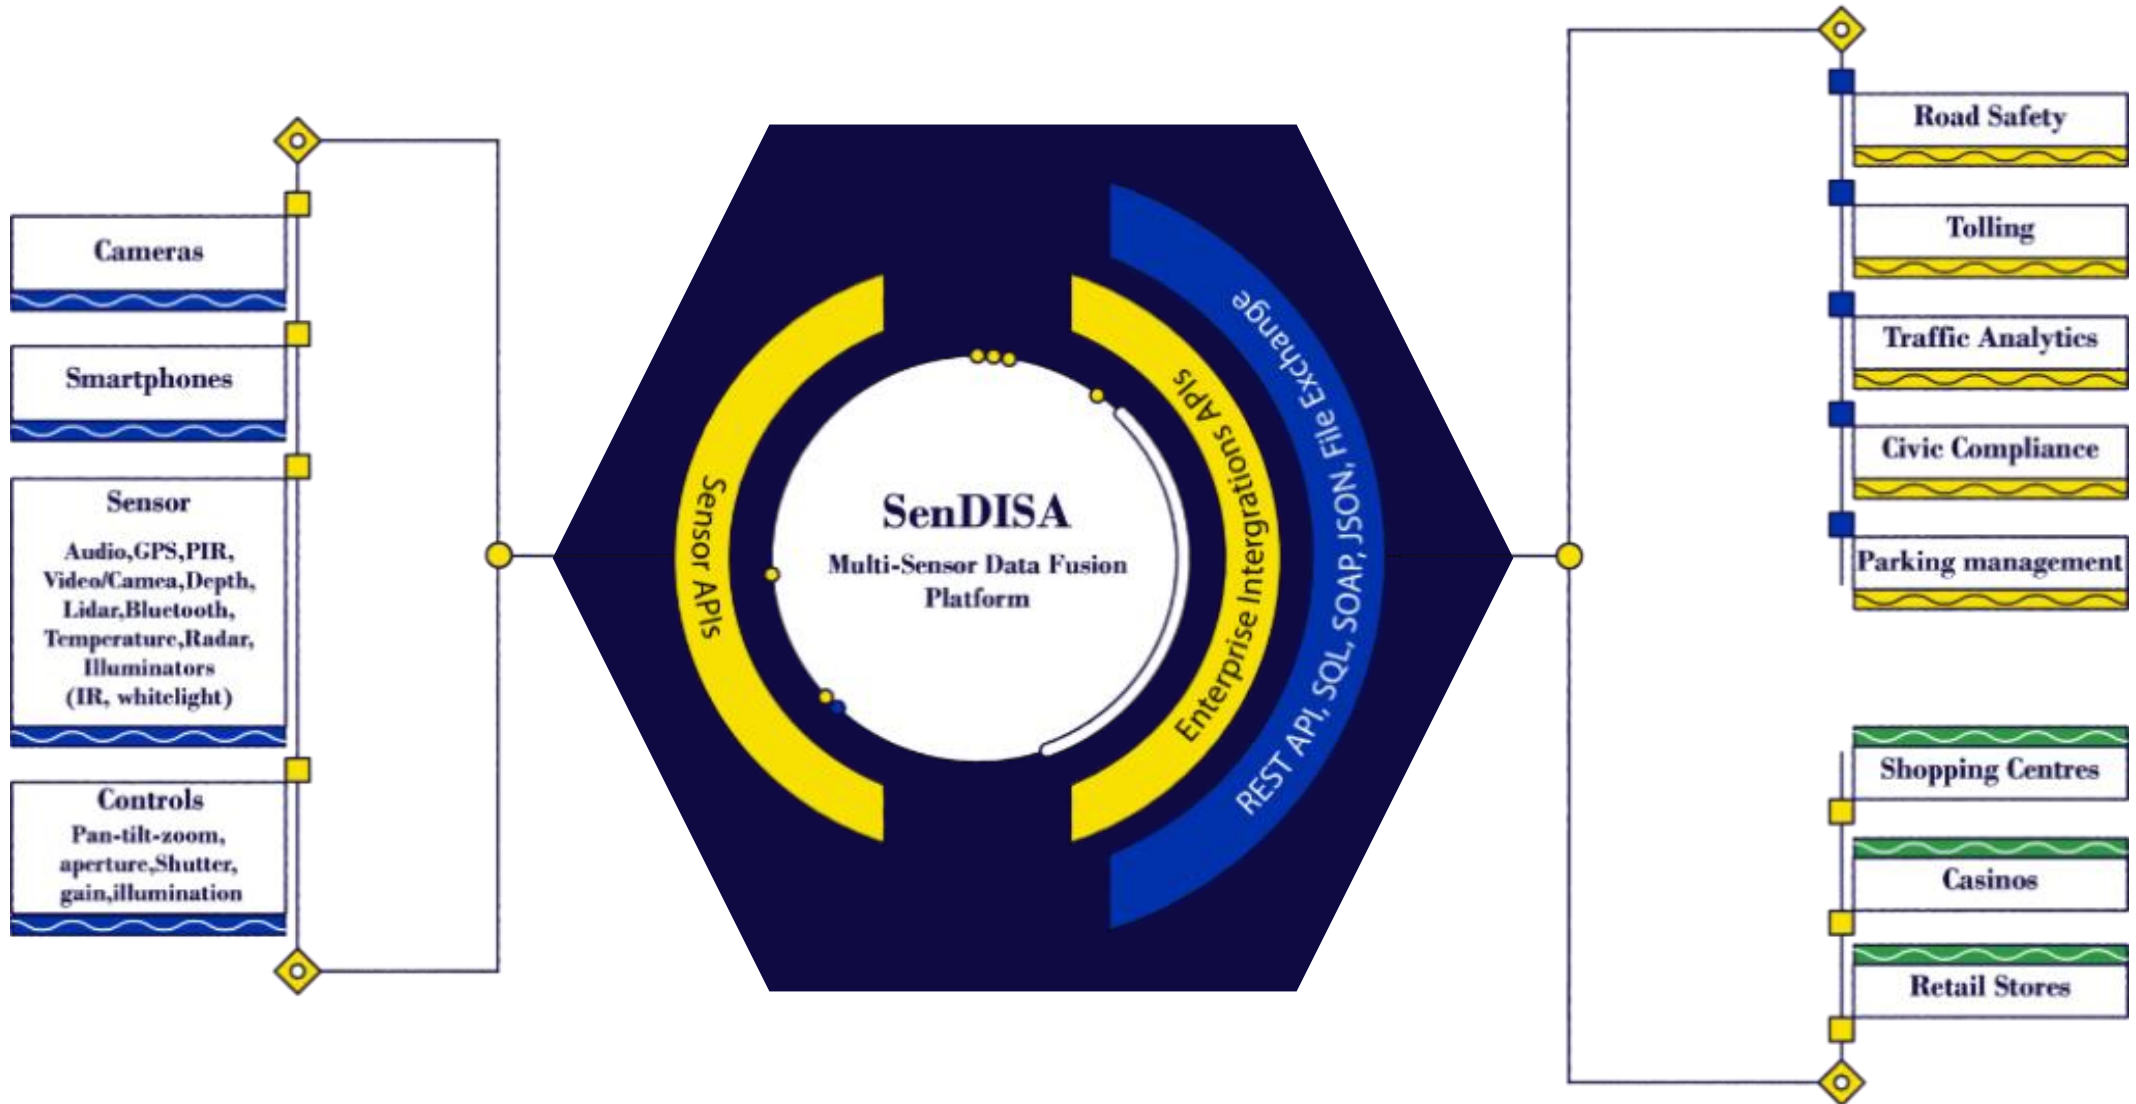 Cameras
Smartphones
Sensor
Audio,GPS,PIR,
Video/Camea,Depth,
Lidar,Bluetooth,
Temperature,Radar,
Illuminators
(IR, whitelight)
Controls
Pan-tilt-zoom,
aperture,Shutter,
gain,illumination
Sensor APIs
SenDISA
Multi-Sensor Data Fusion
Platform
Enterprise Intergrations APIs
REST API, SQL, SOAP, JSON, File Exchange
Road Safety
Tolling
Traffic Analytics
Civic Compliance
Parking management
Shopping Centres
Casinos
Retail Stores